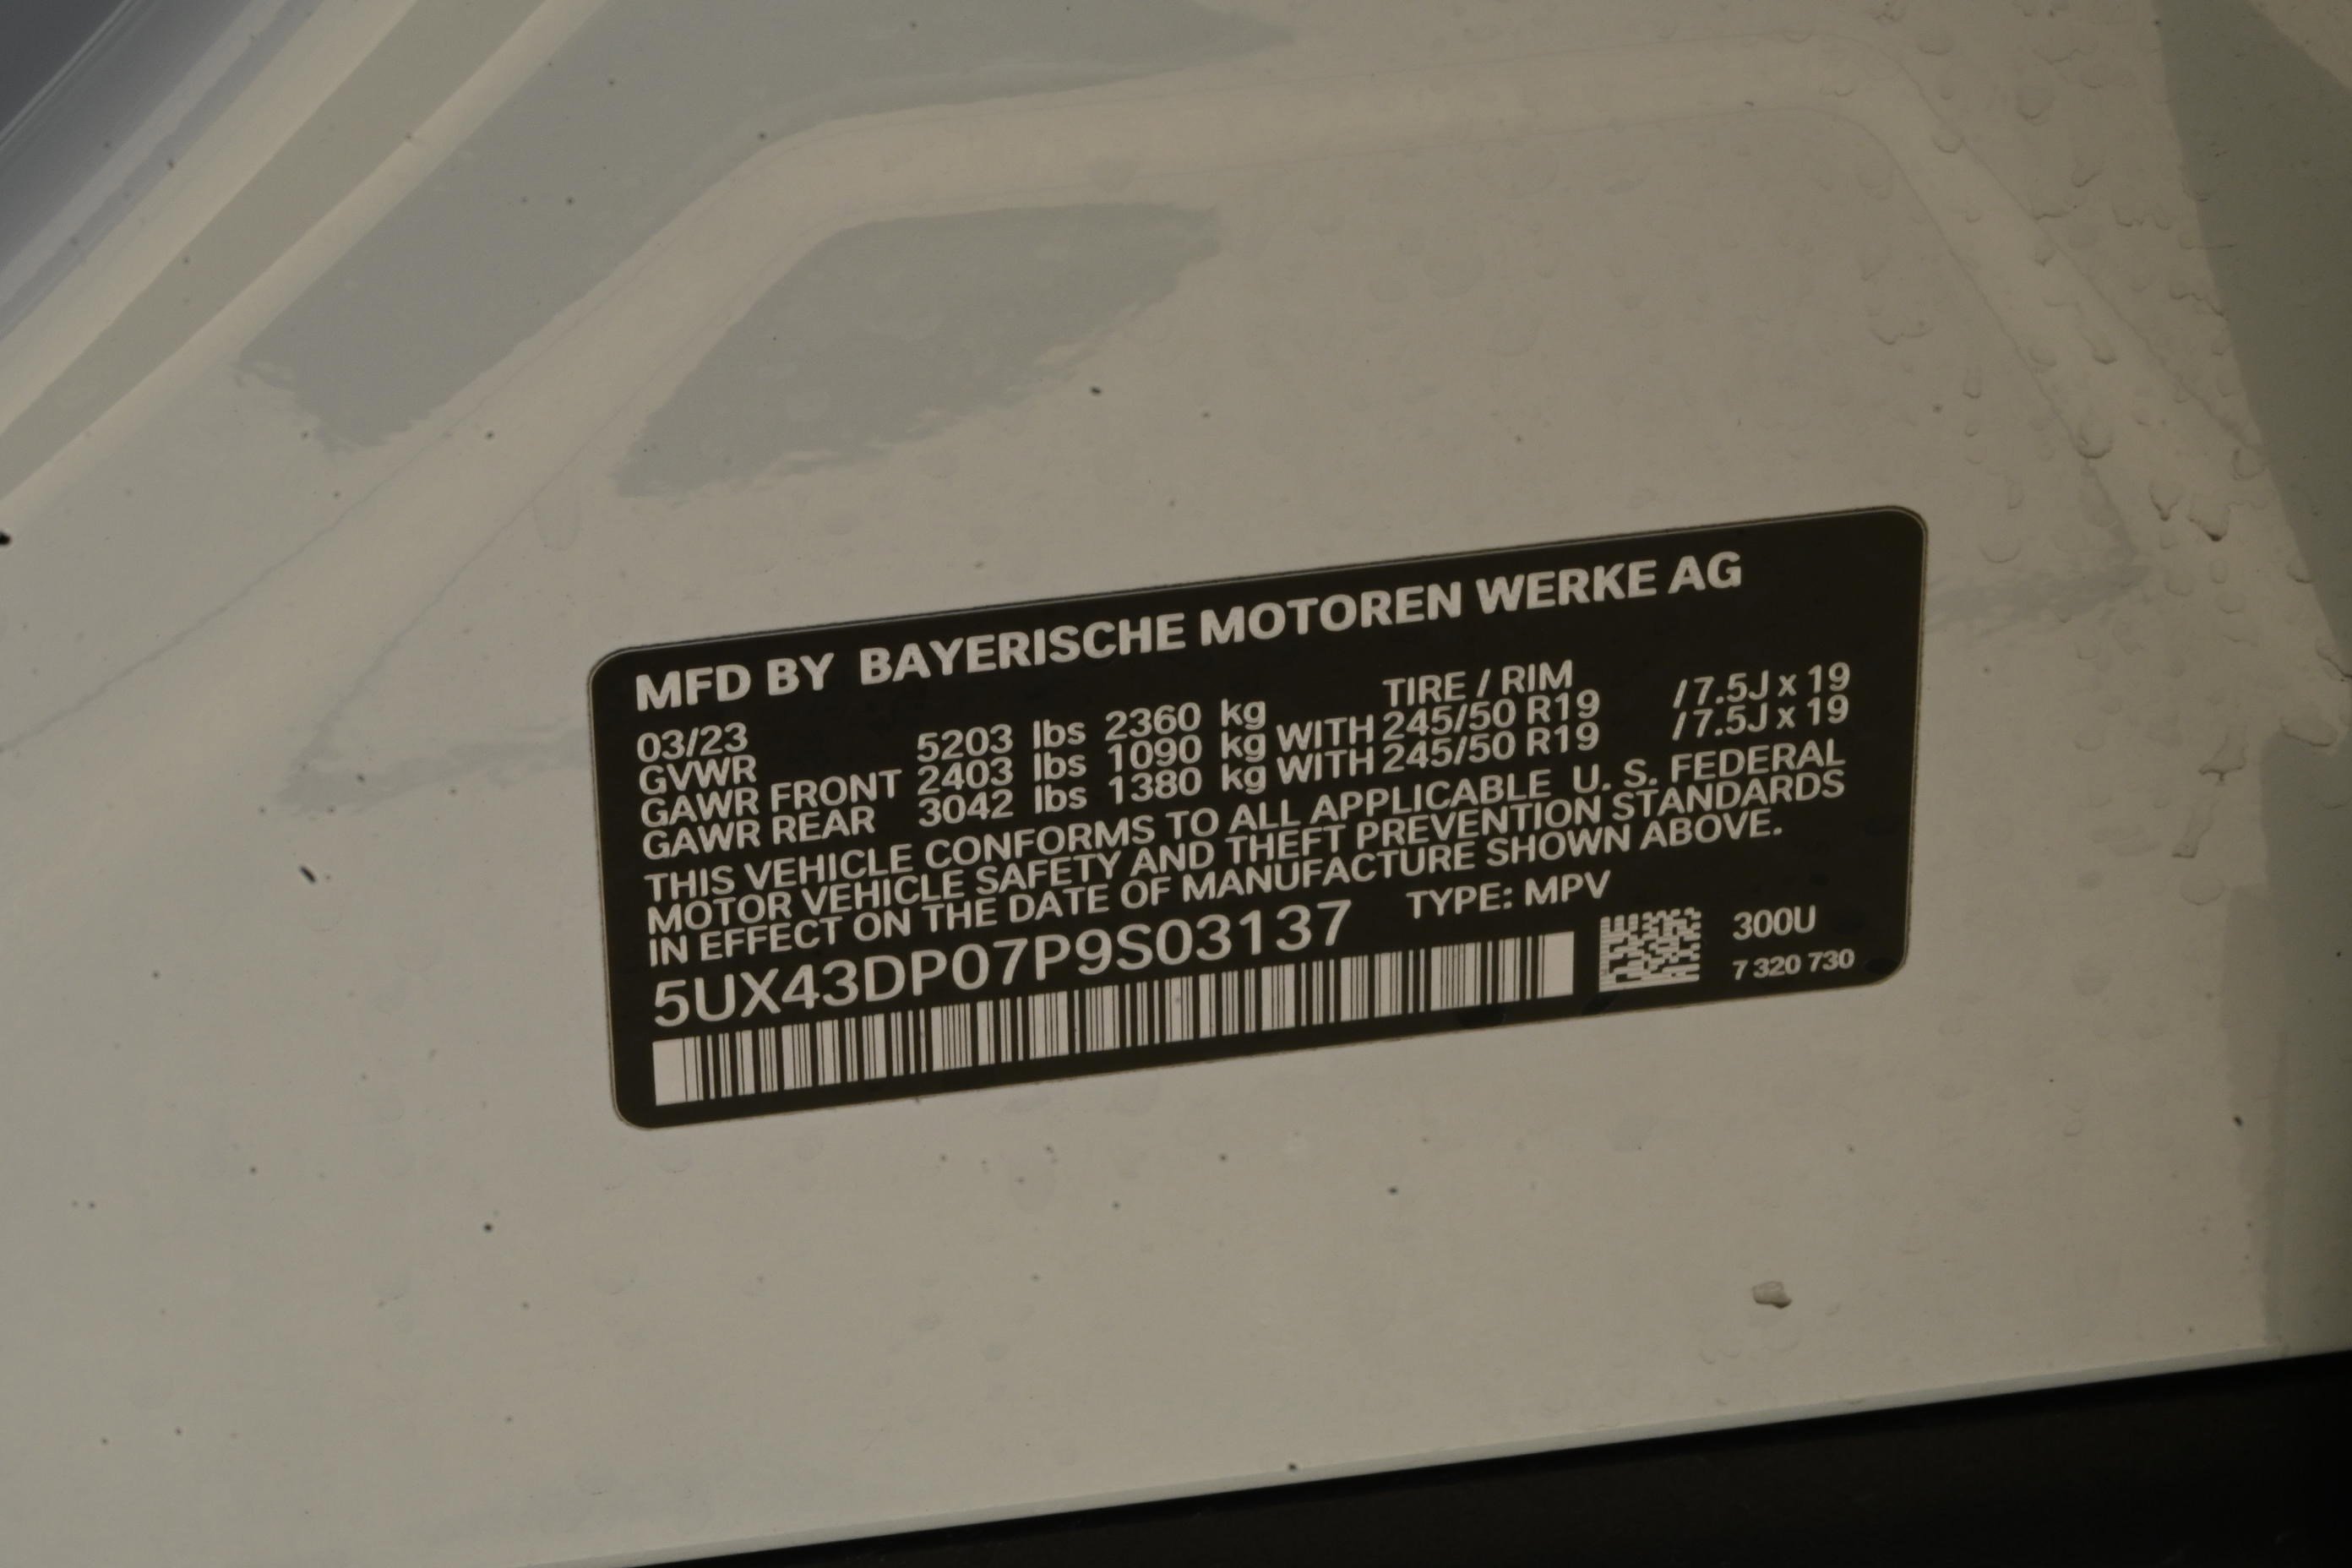 MFD BY BAYERISCHE MOTOREN WERKE AG
03/23 TIRE / RIM
GVWR 5203 lbs 2360 kg
GAWR FRONT 2403 lbs 1090 kg WITH 245/50 R19 / 7.5J x 19
GAWR REAR 3042 lbs 1380 kg WITH 245/50 R19 / 7.5J x 19
THIS VEHICLE CONFORMS TO ALL APPLICABLE U. S. FEDERAL
MOTOR VEHICLE SAFETY AND THEFT PREVENTION STANDARDS
IN EFFECT ON THE DATE OF MANUFACTURE SHOWN ABOVE.
5UX43DP07P9S03137 TYPE: MPV
300U
7 320 730